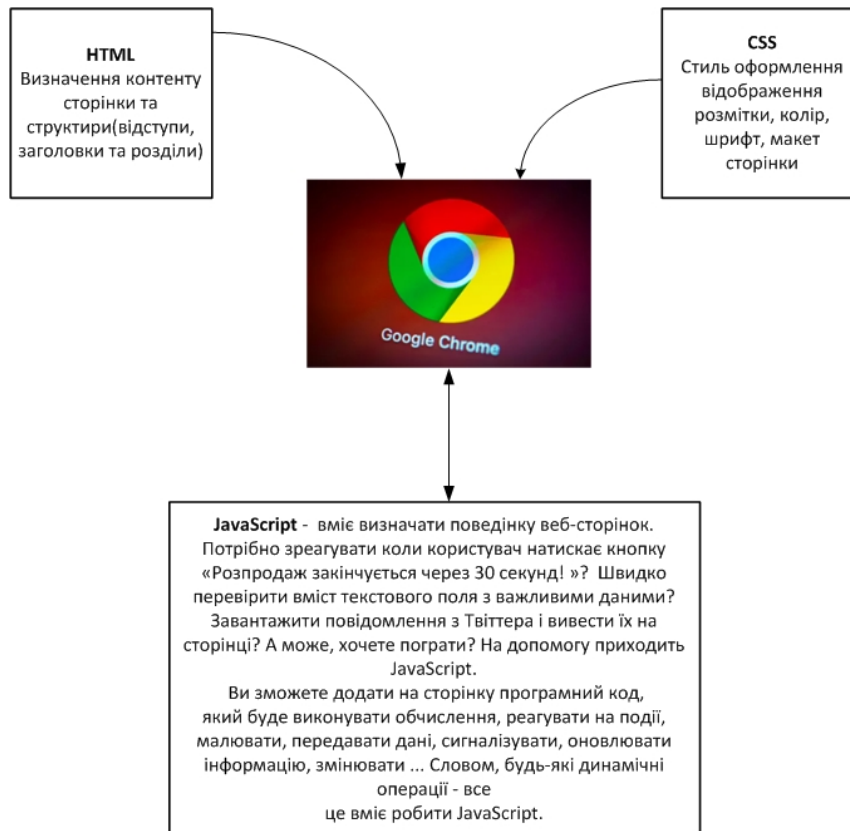 HTML
Визначення контенту
сторінки та
структири(відступи,
заголовки та розділи)
CSS
Стиль оформлення
відображення
розмітки, колір,
шрифт, макет
сторінки
Google Chrome
JavaScript - вміє визначати поведінку веб-сторінок.
Потрібно зреагувати коли користувач натискає кнопку
«Розпродаж закінчується через 30 секунд! »? Швидко
перевірити вміст текстового поля з важливими даними?
Завантажити повідомлення з Твіттера і вивести їх на
сторінці? А може, хочете пограти? На допомогу приходить
JavaScript.
Ви зможете додати на сторінку програмний код,
який буде виконувати обчислення, реагувати на події,
малювати, передавати дані, сигналізувати, оновлювати
інформацію, змінювати ... Словом, будь-які динамічні
операції - все
це вміє робити JavaScript.